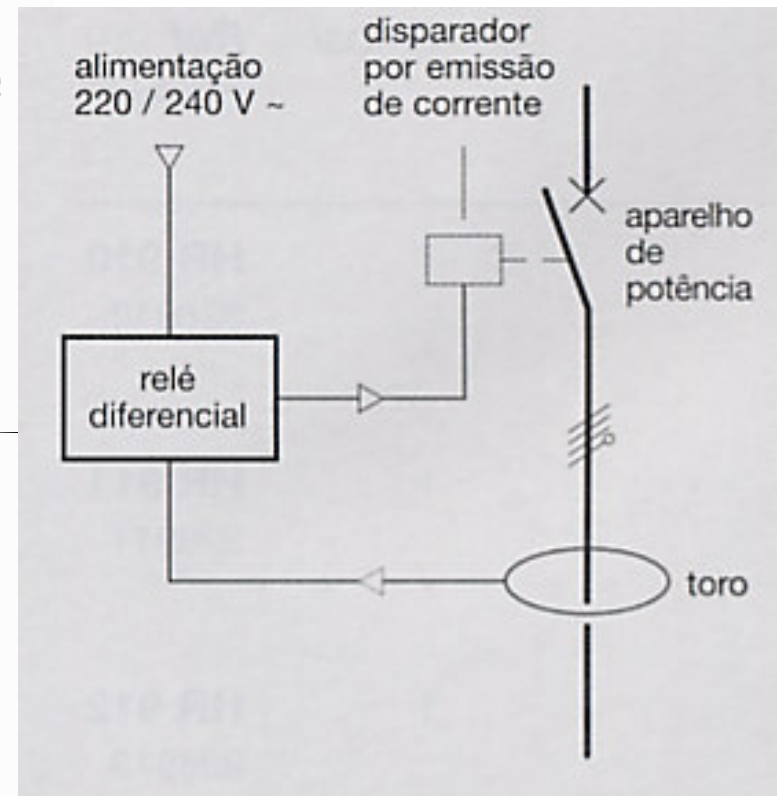 alimentação
220 / 240 V ~
disparador
por emissão
de corrente
aparelho
de
potência
relé
diferencial
toro